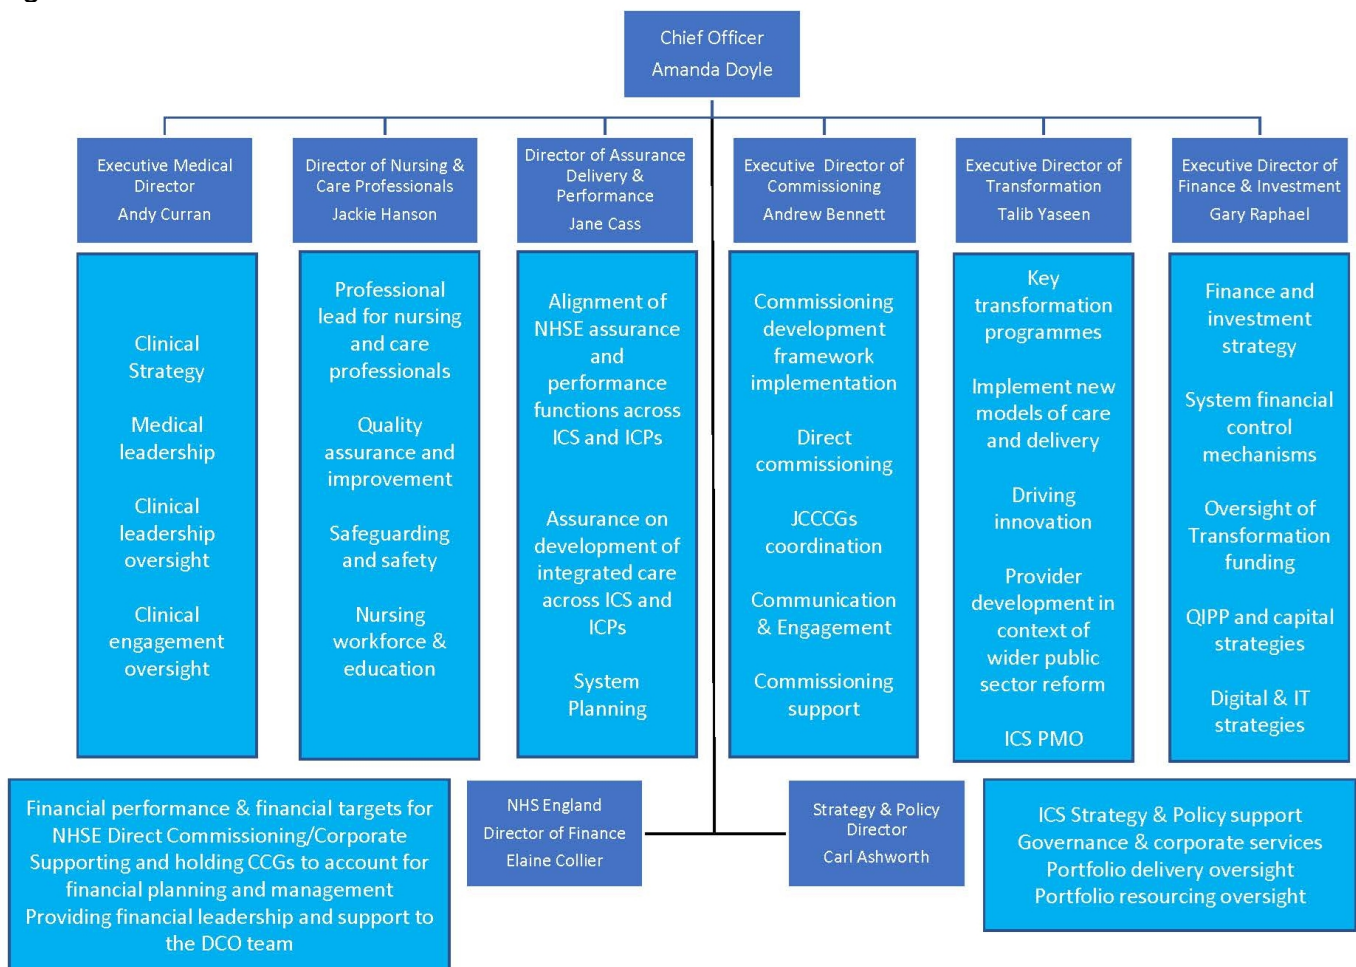 Chief Officer
Amanda Doyle
Executive Medical
Director
Andy Curran
Director of Nursing &
Care Professionals
Jackie Hanson
Director of Assurance
Delivery &
Performance
Jane Cass
Executive Director of
Commissioning
Andrew Bennett
Executive Director of
Transformation
Talib Yaseen
Executive Director of
Finance & Investment
Gary Raphael
Clinical
Strategy
Medical
leadership
Clinical
leadership
oversight
Clinical
engagement
oversight
Professional
lead for nursing
and care
professionals
Quality
assurance and
improvement
Safeguarding
and safety
Nursing
workforce &
education
Alignment of
NHSE assurance
and
performance
functions across
ICS and ICPs
Assurance on
development of
integrated care
across ICS and
ICPs
System
Planning
Commissioning
development
framework
implementation
Direct
commissioning
JCCCGs
coordination
Communication
& Engagement
Commissioning
support
Key
transformation
programmes
Implement new
models of care
and delivery
Driving
innovation
Provider
development in
context of
wider public
sector reform
ICS PMO
Finance and
investment
strategy
System financial
control
mechanisms
Oversight of
Transformation
funding
QIPP and capital
strategies
Digital & IT
strategies
Financial performance & financial targets for
NHSE Direct Commissioning/Corporate
Supporting and holding CCGs to account for
financial planning and management
Providing financial leadership and support to
the DCO team
NHS England
Director of Finance
Elaine Collier
Strategy & Policy
Director
Carl Ashworth
ICS Strategy & Policy support
Governance & corporate services
Portfolio delivery oversight
Portfolio resourcing oversight